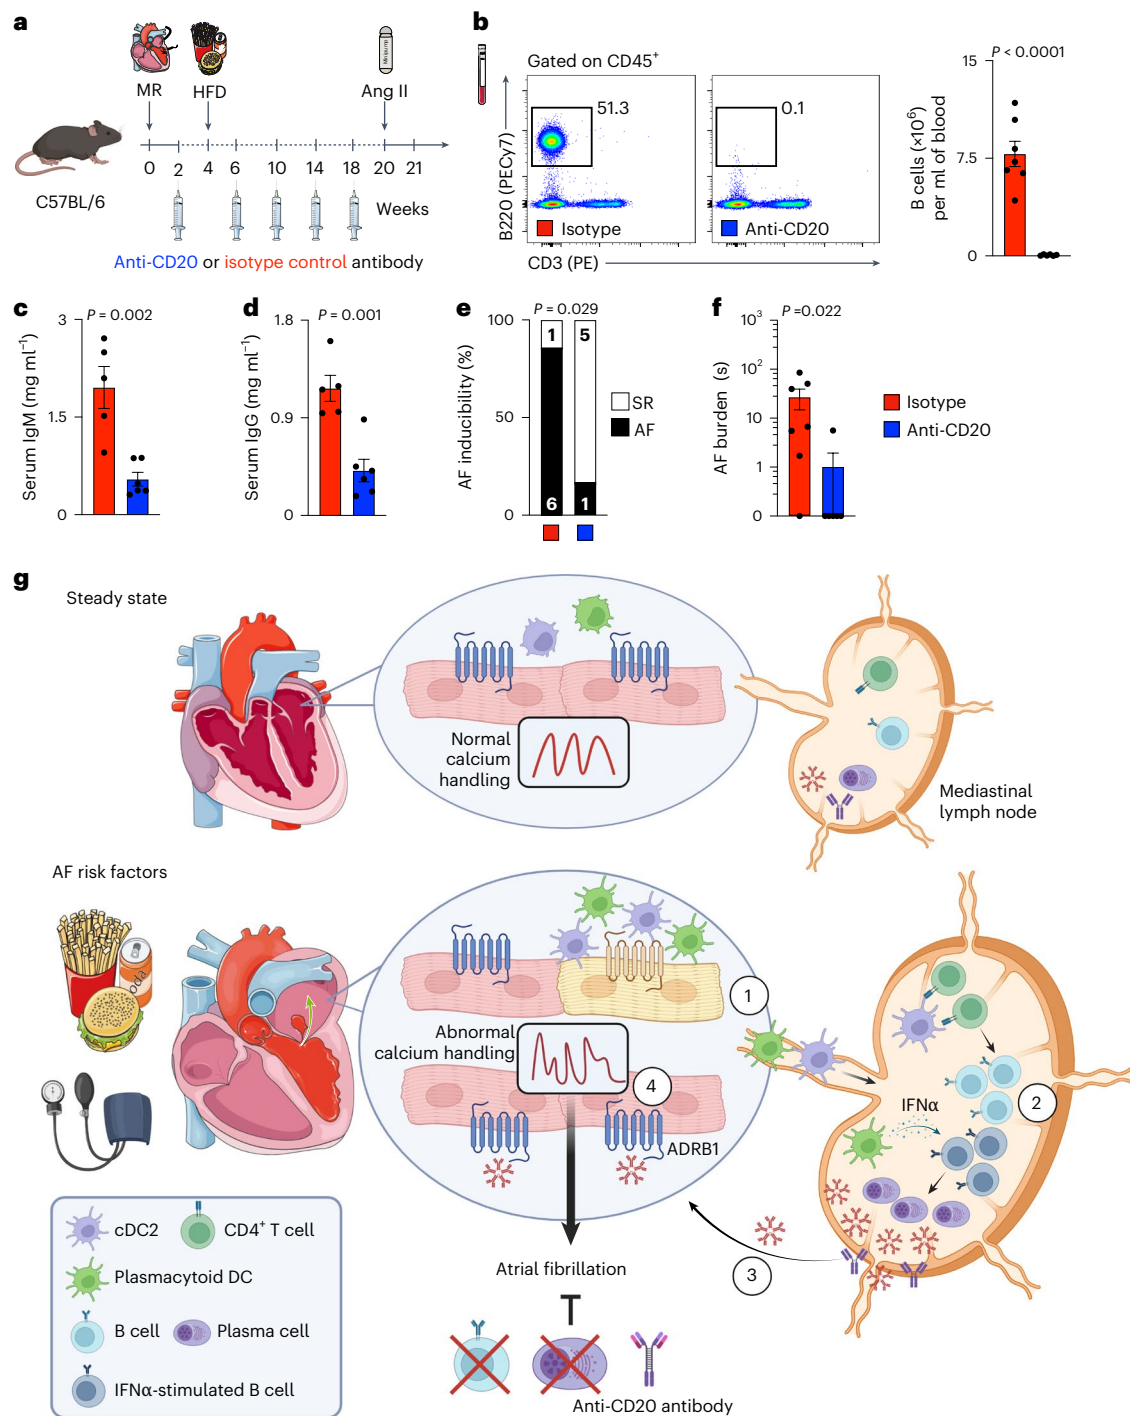 a
MR
HFD
Minipump
Ang II
0 2 4 6 10 14 18 20 21
C57BL/6
Weeks
Anti-CD20 or isotype control antibody
b
Gated on CD45⁺
B220 (PECy7)
51.3
0.1
Isotype
Anti-CD20
CD3 (PE)
P < 0.0001
B cells (×10⁶)
per ml of blood
15
7.5
0
c
P = 0.002
Serum IgM (mg ml⁻¹)
3
1.5
0
d
P = 0.001
Serum IgG (mg ml⁻¹)
1.8
0.9
0
e
P = 0.029
AF inducibility (%)
100
50
0
1
5
6
1
SR
AF
f
P =0.022
AF burden (s)
10³
10²
10
1
0
Isotype
Anti-CD20
g
Steady state
Normal
calcium
handling
Mediastinal
lymph node
AF risk factors
oda
1
Abnormal
calcium handling
4
ADRB1
IFNα
2
3
cDC2
CD4⁺ T cell
Plasmacytoid DC
B cell
Plasma cell
IFNα-stimulated B cell
Atrial fibrillation
Anti-CD20 antibody